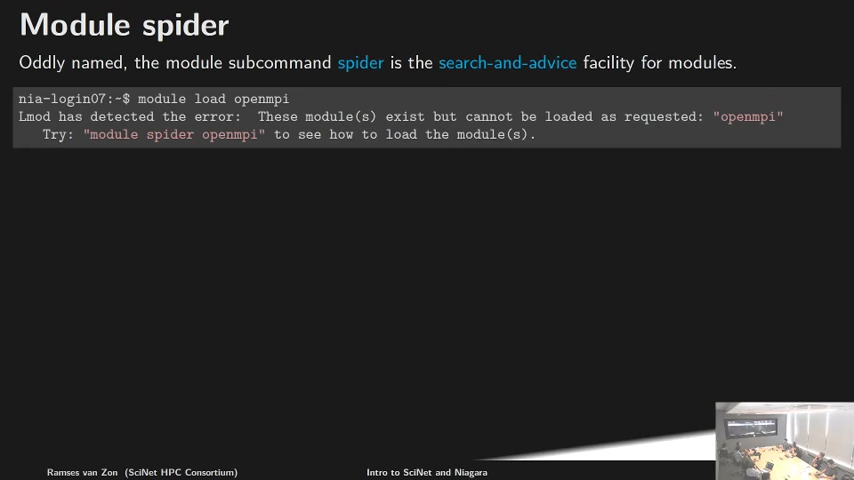 Module spider
Oddly named, the module subcommand spider is the search-and-advice facility for modules.
nia-login07:~$ module load openmpi
Lmod has detected the error:  These module(s) exist but cannot be loaded as requested: "openmpi"
   Try: "module spider openmpi" to see how to load the module(s).
Ramses van Zon (SciNet HPC Consortium)
Intro to SciNet and Niagara